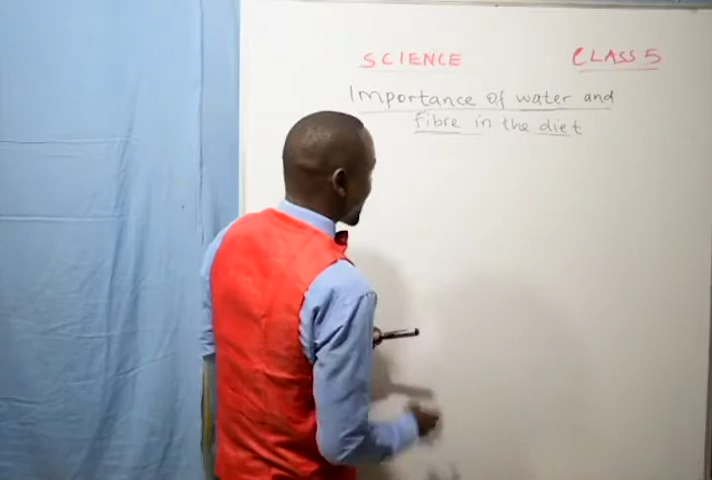 SCIENCE CLASS 5
Importance of water and
fibre in the diet